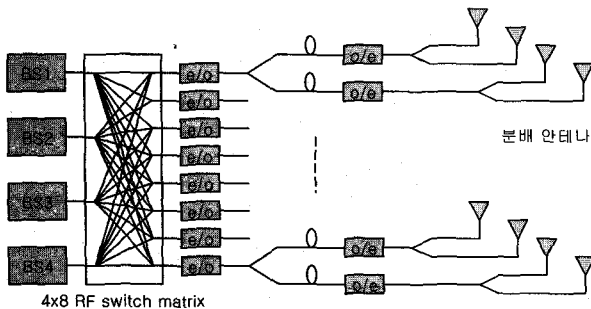 BS1
BS2
BS3
BS4
e/o
e/o
e/o
e/o
e/o
e/o
e/o
e/o
o/e
o/e
분배 안테나
o/e
o/e
4x8 RF switch matrix